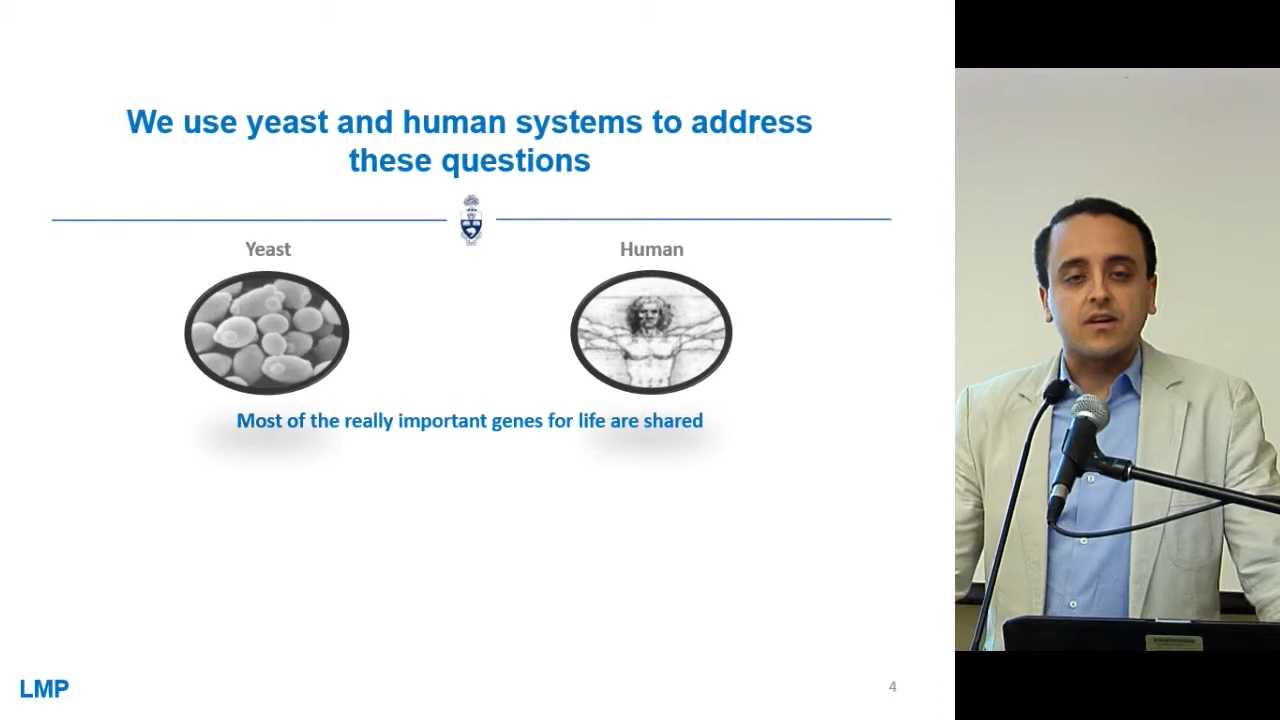 We use yeast and human systems to address
these questions
Yeast
Human
Most of the really important genes for life are shared
LMP
4